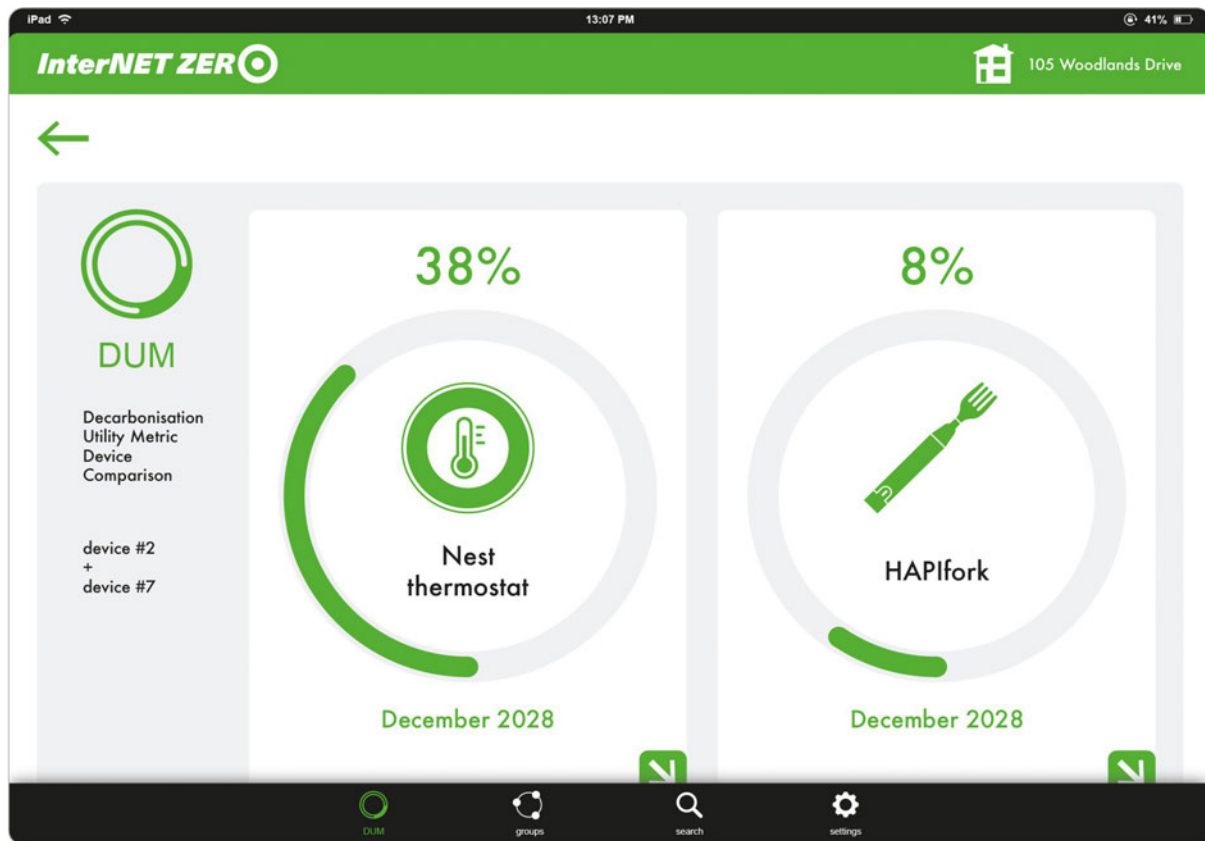 iPad
13:07 PM
41%
InterNET ZERO
105 Woodlands Drive
DUM
Decarbonisation
Utility Metric
Device
Comparison
device #2
+
device #7
38%
Nest
thermostat
December 2028
8%
HAPIfork
December 2028
DUM
groups
search
settings